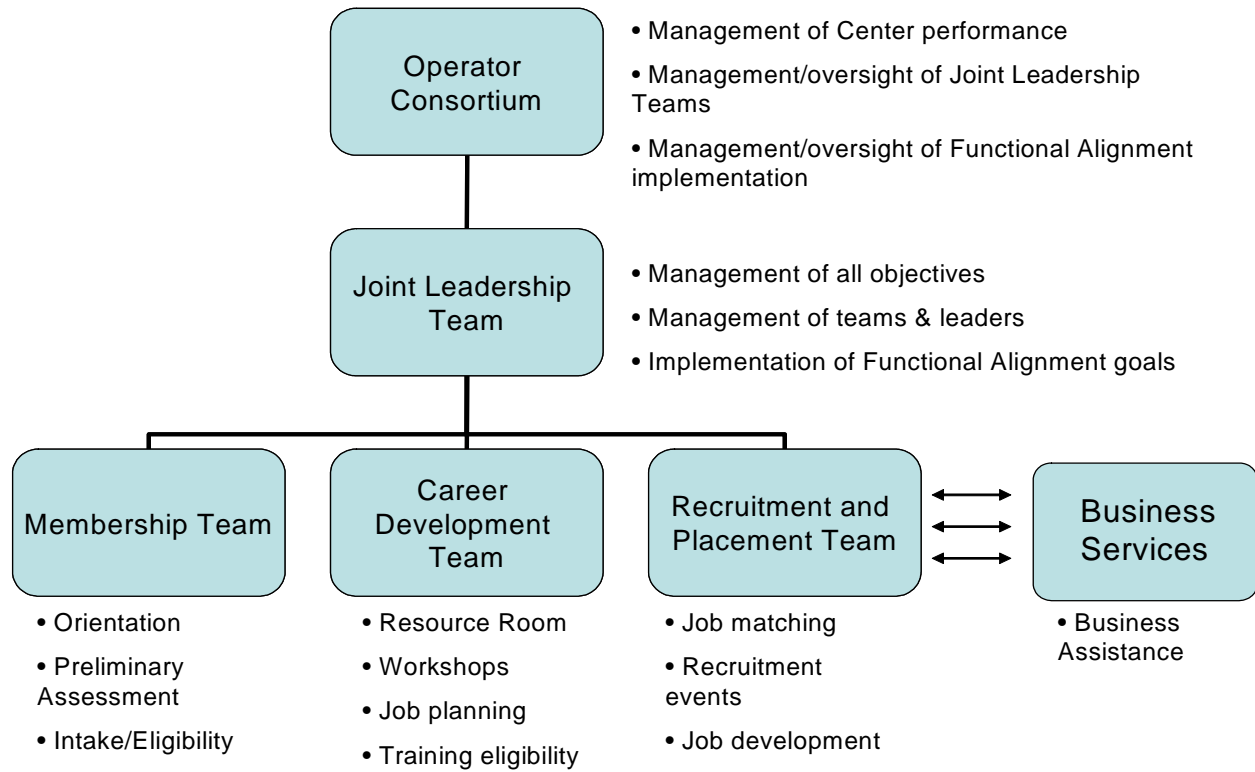 Operator
Consortium
• Management of Center performance
• Management/oversight of Joint Leadership
Teams
• Management/oversight of Functional Alignment
implementation
Joint Leadership
Team
• Management of all objectives
• Management of teams & leaders
• Implementation of Functional Alignment goals
Membership Team
Career
Development
Team
Recruitment and
Placement Team
Business
Services
• Orientation
• Preliminary
Assessment
• Intake/Eligibility
• Resource Room
• Workshops
• Job planning
• Training eligibility
• Job matching
• Recruitment
events
• Job development
• Business
Assistance